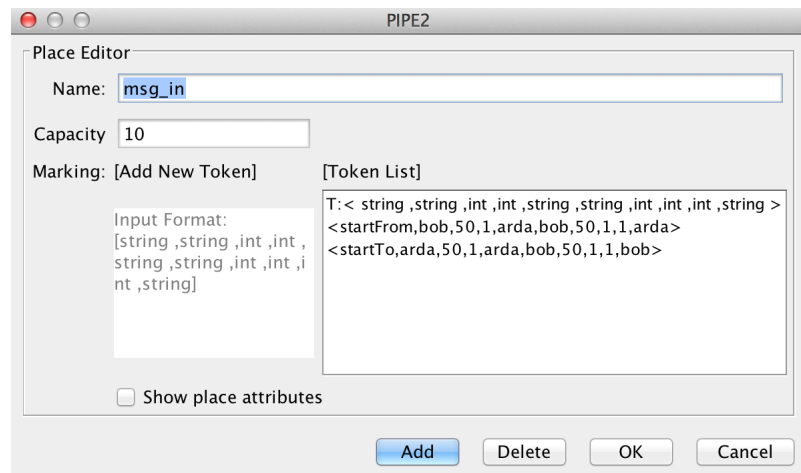 PIPE2
Place Editor
Name: msg_in
Capacity 10
Marking: [Add New Token] [Token List]
Input Format:
[string ,string ,int ,int ,
string ,string ,int ,int ,i
nt ,string]
T:< string ,string ,int ,int ,string ,string ,int ,int ,int ,string >
<startFrom,bob,50,1,arda,bob,50,1,1,arda>
<startTo,arda,50,1,arda,bob,50,1,1,bob>
Show place attributes
Add Delete OK Cancel